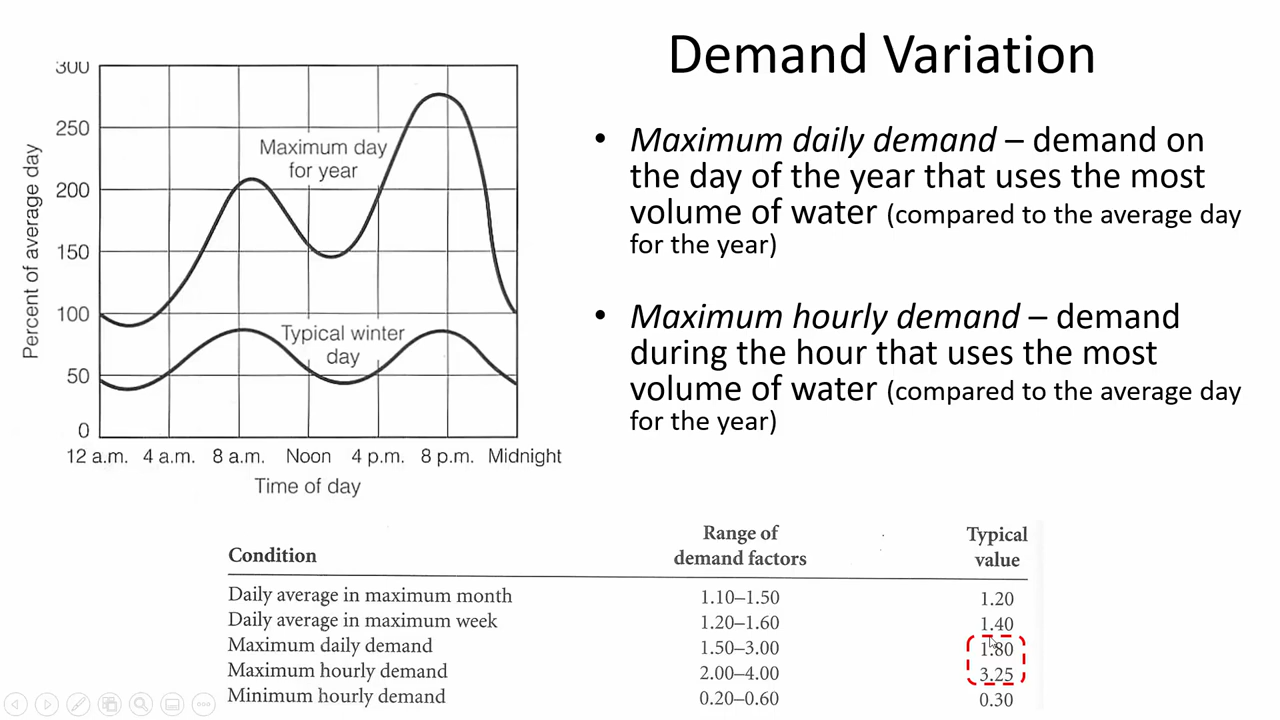 Demand Variation
300
250
200
150
100
50
0
Percent of average day
Maximum day
for year
Typical winter
day
12 a.m. 4 a.m. 8 a.m. Noon 4 p.m. 8 p.m. Midnight
Time of day
• Maximum daily demand – demand on
the day of the year that uses the most
volume of water (compared to the average day
for the year)
• Maximum hourly demand – demand
during the hour that uses the most
volume of water (compared to the average day
for the year)
Range of Typical
Condition demand factors value
Daily average in maximum month 1.10–1.50 1.20
Daily average in maximum week 1.20–1.60 1.40
Maximum daily demand 1.50–3.00 1.80
Maximum hourly demand 2.00–4.00 3.25
Minimum hourly demand 0.20–0.60 0.30